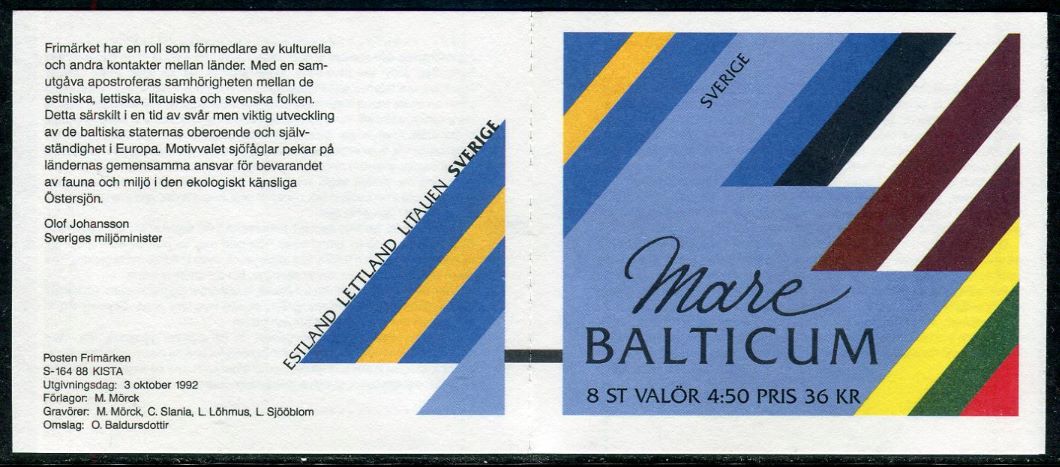 Frimärket har en roll som förmedlare av kulturella
och andra kontakter mellan länder. Med en sam-
utgåva apostroferas samhörigheten mellan de
estniska, lettiska, litauiska och svenska folken.
Detta särskilt i en tid av svår men viktig utveckling
av de baltiska staternas oberoende och själv-
ständighet i Europa. Motivvalet sjöfåglar pekar på
ländernas gemensamma ansvar för bevarandet
av fauna och miljö i den ekologiskt känsliga
Östersjön.
Olof Johansson
Sveriges miljöminister
ESTLAND LETTLAND LITAUEN SVERIGE
Posten Frimärken
S-164 88 KISTA
Utgivningsdag: 3 oktober 1992
Förlagor: M. Mörck
Gravörer: M. Mörck, C. Slania, L. Lõhmus, L. Sjööblom
Omslag: O. Baldursdottir
SVERIGE
Mare
BALTICUM
8 ST VALÖR 4:50 PRIS 36 KR